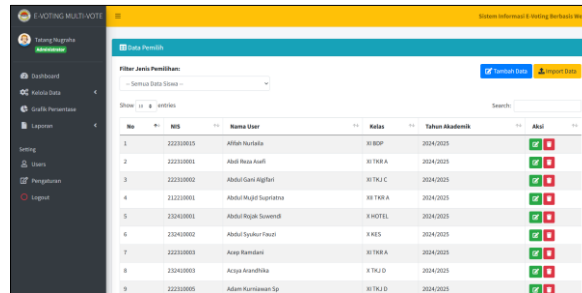 E-VOTING MULTI-VOTE
Sistem Informasi E-Voting Berbasis We
Tatang Nugraha
Administrator
Dashboard
Kelola Data
Grafik Persentase
Laporan
Setting
Users
Pengaturan
Logout
Data Pemilih
Filter Jenis Pemilihan:
-- Semua Data Siswa --
Tambah Data
Import Data
Show 10 entries
Search:
No NIS Nama User Kelas Tahun Akademik Aksi
1 222310015 Afifah Nurlaila XI BDP 2024/2025
2 222310001 Abdi Reza Asafi XI TKR A 2024/2025
3 222310002 Abdul Gani Algifari XI TKJ C 2024/2025
4 212210001 Abdul Mujid Supriatna XII TKR A 2024/2025
5 232410001 Abdul Rojak Suwendi X HOTEL 2024/2025
6 232410002 Abdul Syukur Fauzi X KES 2024/2025
7 222310003 Acep Ramdani XI TKR A 2024/2025
8 232410003 Acsya Arandhika X TKJ D 2024/2025
9 222310005 Adam Kurniawan Sp XI TKJ D 2024/2025